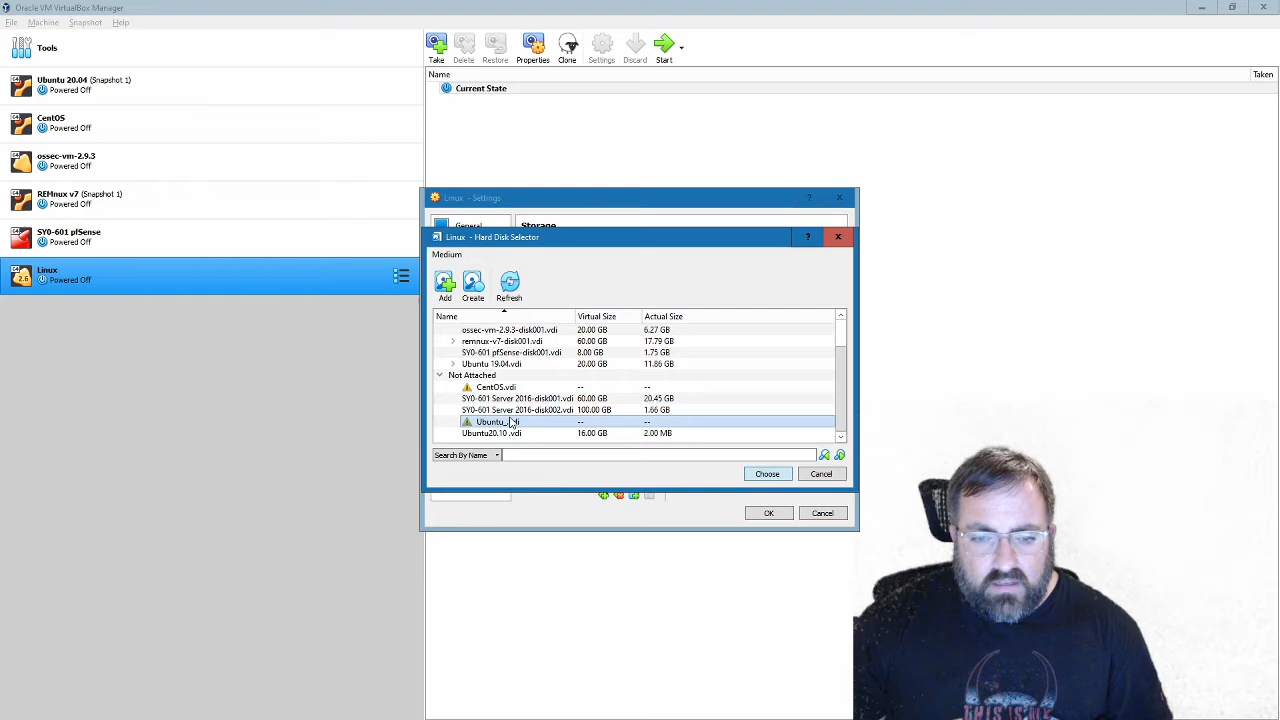 Oracle VM VirtualBox Manager
File Machine Snapshot Help
Tools
Take Delete Restore Properties Clone Settings Discard Start
Name Taken
Current State
Ubuntu 20.04 (Snapshot 1)
Powered Off
CentOS
Powered Off
ossec-vm-2.9.3
Powered Off
REMnux v7 (Snapshot 1)
Powered Off
SY0-601 pfSense
Powered Off
Linux
Powered Off
Linux - Settings
General Storage
Linux - Hard Disk Selector
Medium
Add Create Refresh
Name Virtual Size Actual Size
ossec-vm-2.9.3-disk001.vdi 20.00 GB 6.27 GB
remnux-v7-disk001.vdi 60.00 GB 17.79 GB
SY0-601 pfSense-disk001.vdi 8.00 GB 1.75 GB
Ubuntu 19.04.vdi 20.00 GB 11.86 GB
Not Attached
CentOS.vdi -- --
SY0-601 Server 2016-disk001.vdi 60.00 GB 20.45 GB
SY0-601 Server 2016-disk002.vdi 100.00 GB 1.66 GB
-- --
Ubuntu20.10 .vdi 16.00 GB 2.00 MB
Search By Name
Choose Cancel
OK Cancel
THIS IS MY